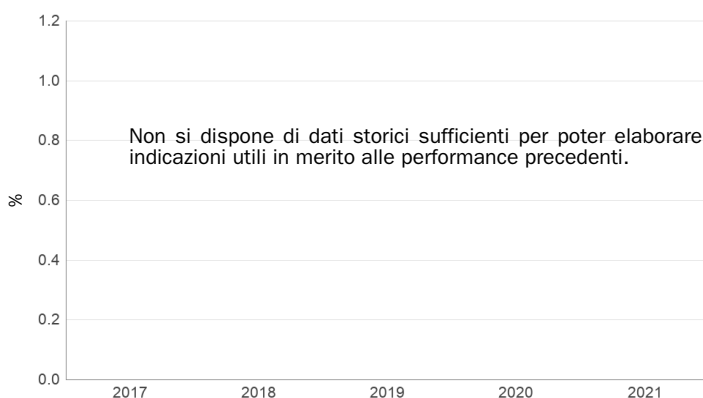 1.2
1.0
0.8
Non si dispone di dati storici sufficienti per poter elaborare
indicazioni utili in merito alle performance precedenti.
%
0.6
0.4
0.2
0.0
2017 2018 2019 2020 2021